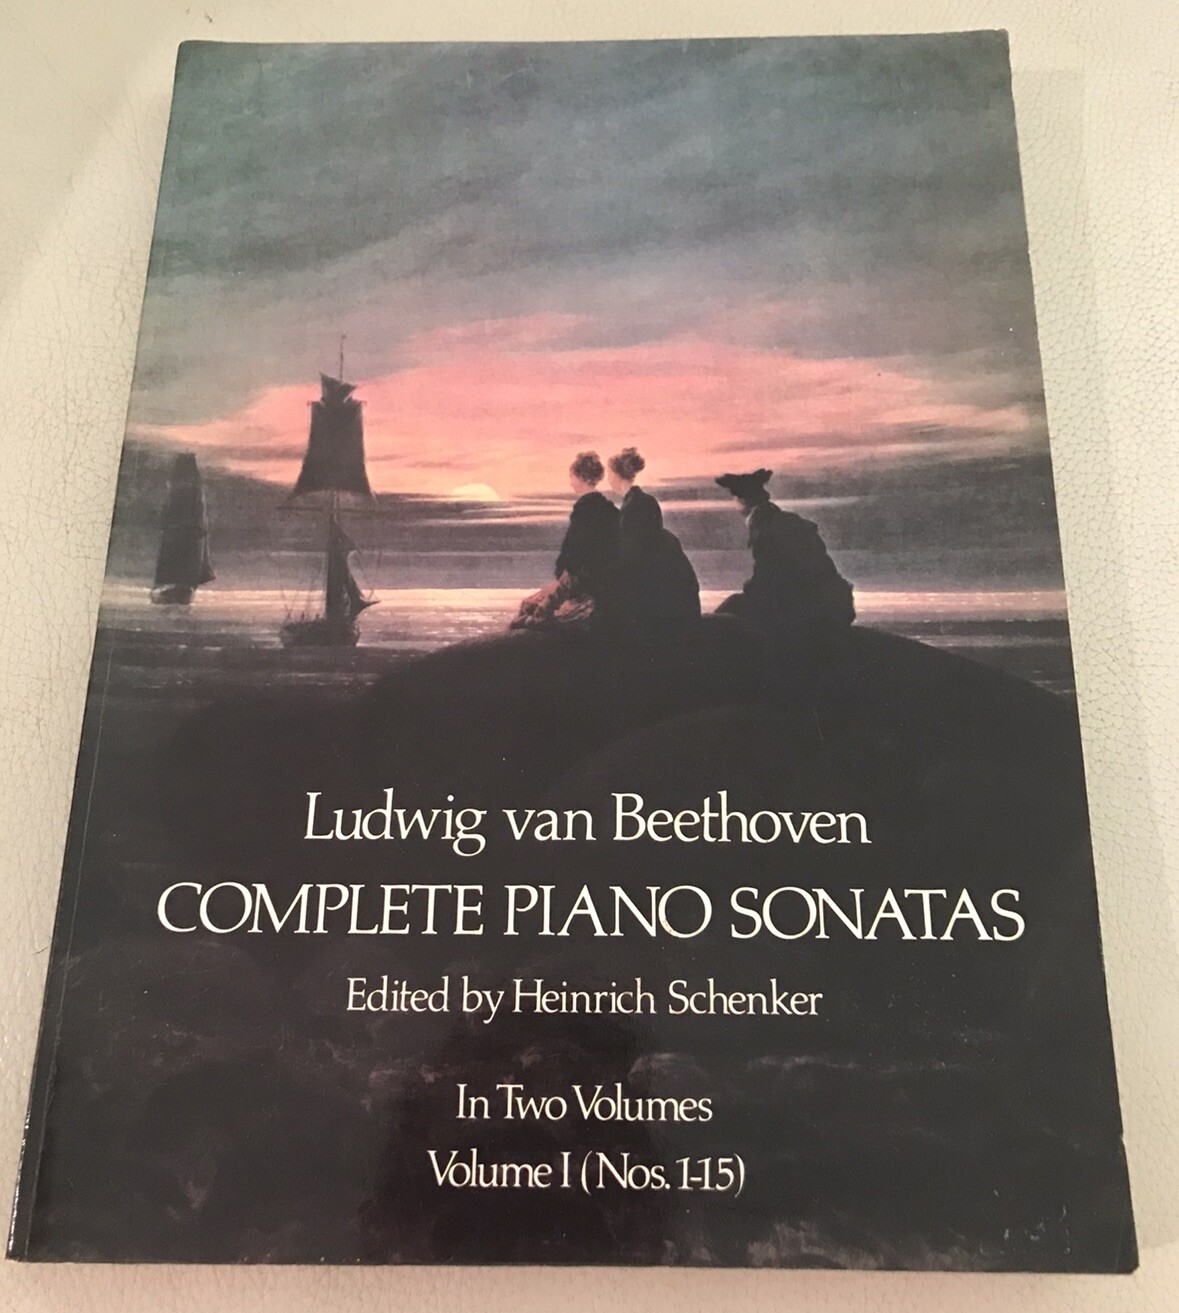 Ludwig van Beethoven
COMPLETE PIANO SONATAS
Edited by Heinrich Schenker
In Two Volumes
Volume I (Nos. 1-15)